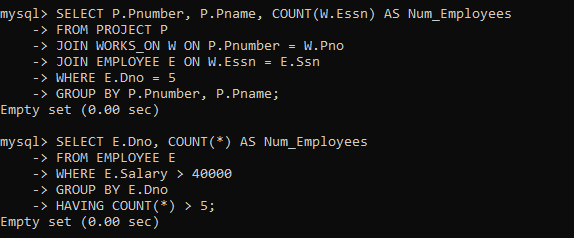 mysql> SELECT P.Pnumber, P.Pname, COUNT(W.Essn) AS Num_Employees
    -> FROM PROJECT P
    -> JOIN WORKS_ON W ON P.Pnumber = W.Pno
    -> JOIN EMPLOYEE E ON W.Essn = E.Ssn
    -> WHERE E.Dno = 5
    -> GROUP BY P.Pnumber, P.Pname;
Empty set (0.00 sec)

mysql> SELECT E.Dno, COUNT(*) AS Num_Employees
    -> FROM EMPLOYEE E
    -> WHERE E.Salary > 40000
    -> GROUP BY E.Dno
    -> HAVING COUNT(*) > 5;
Empty set (0.00 sec)